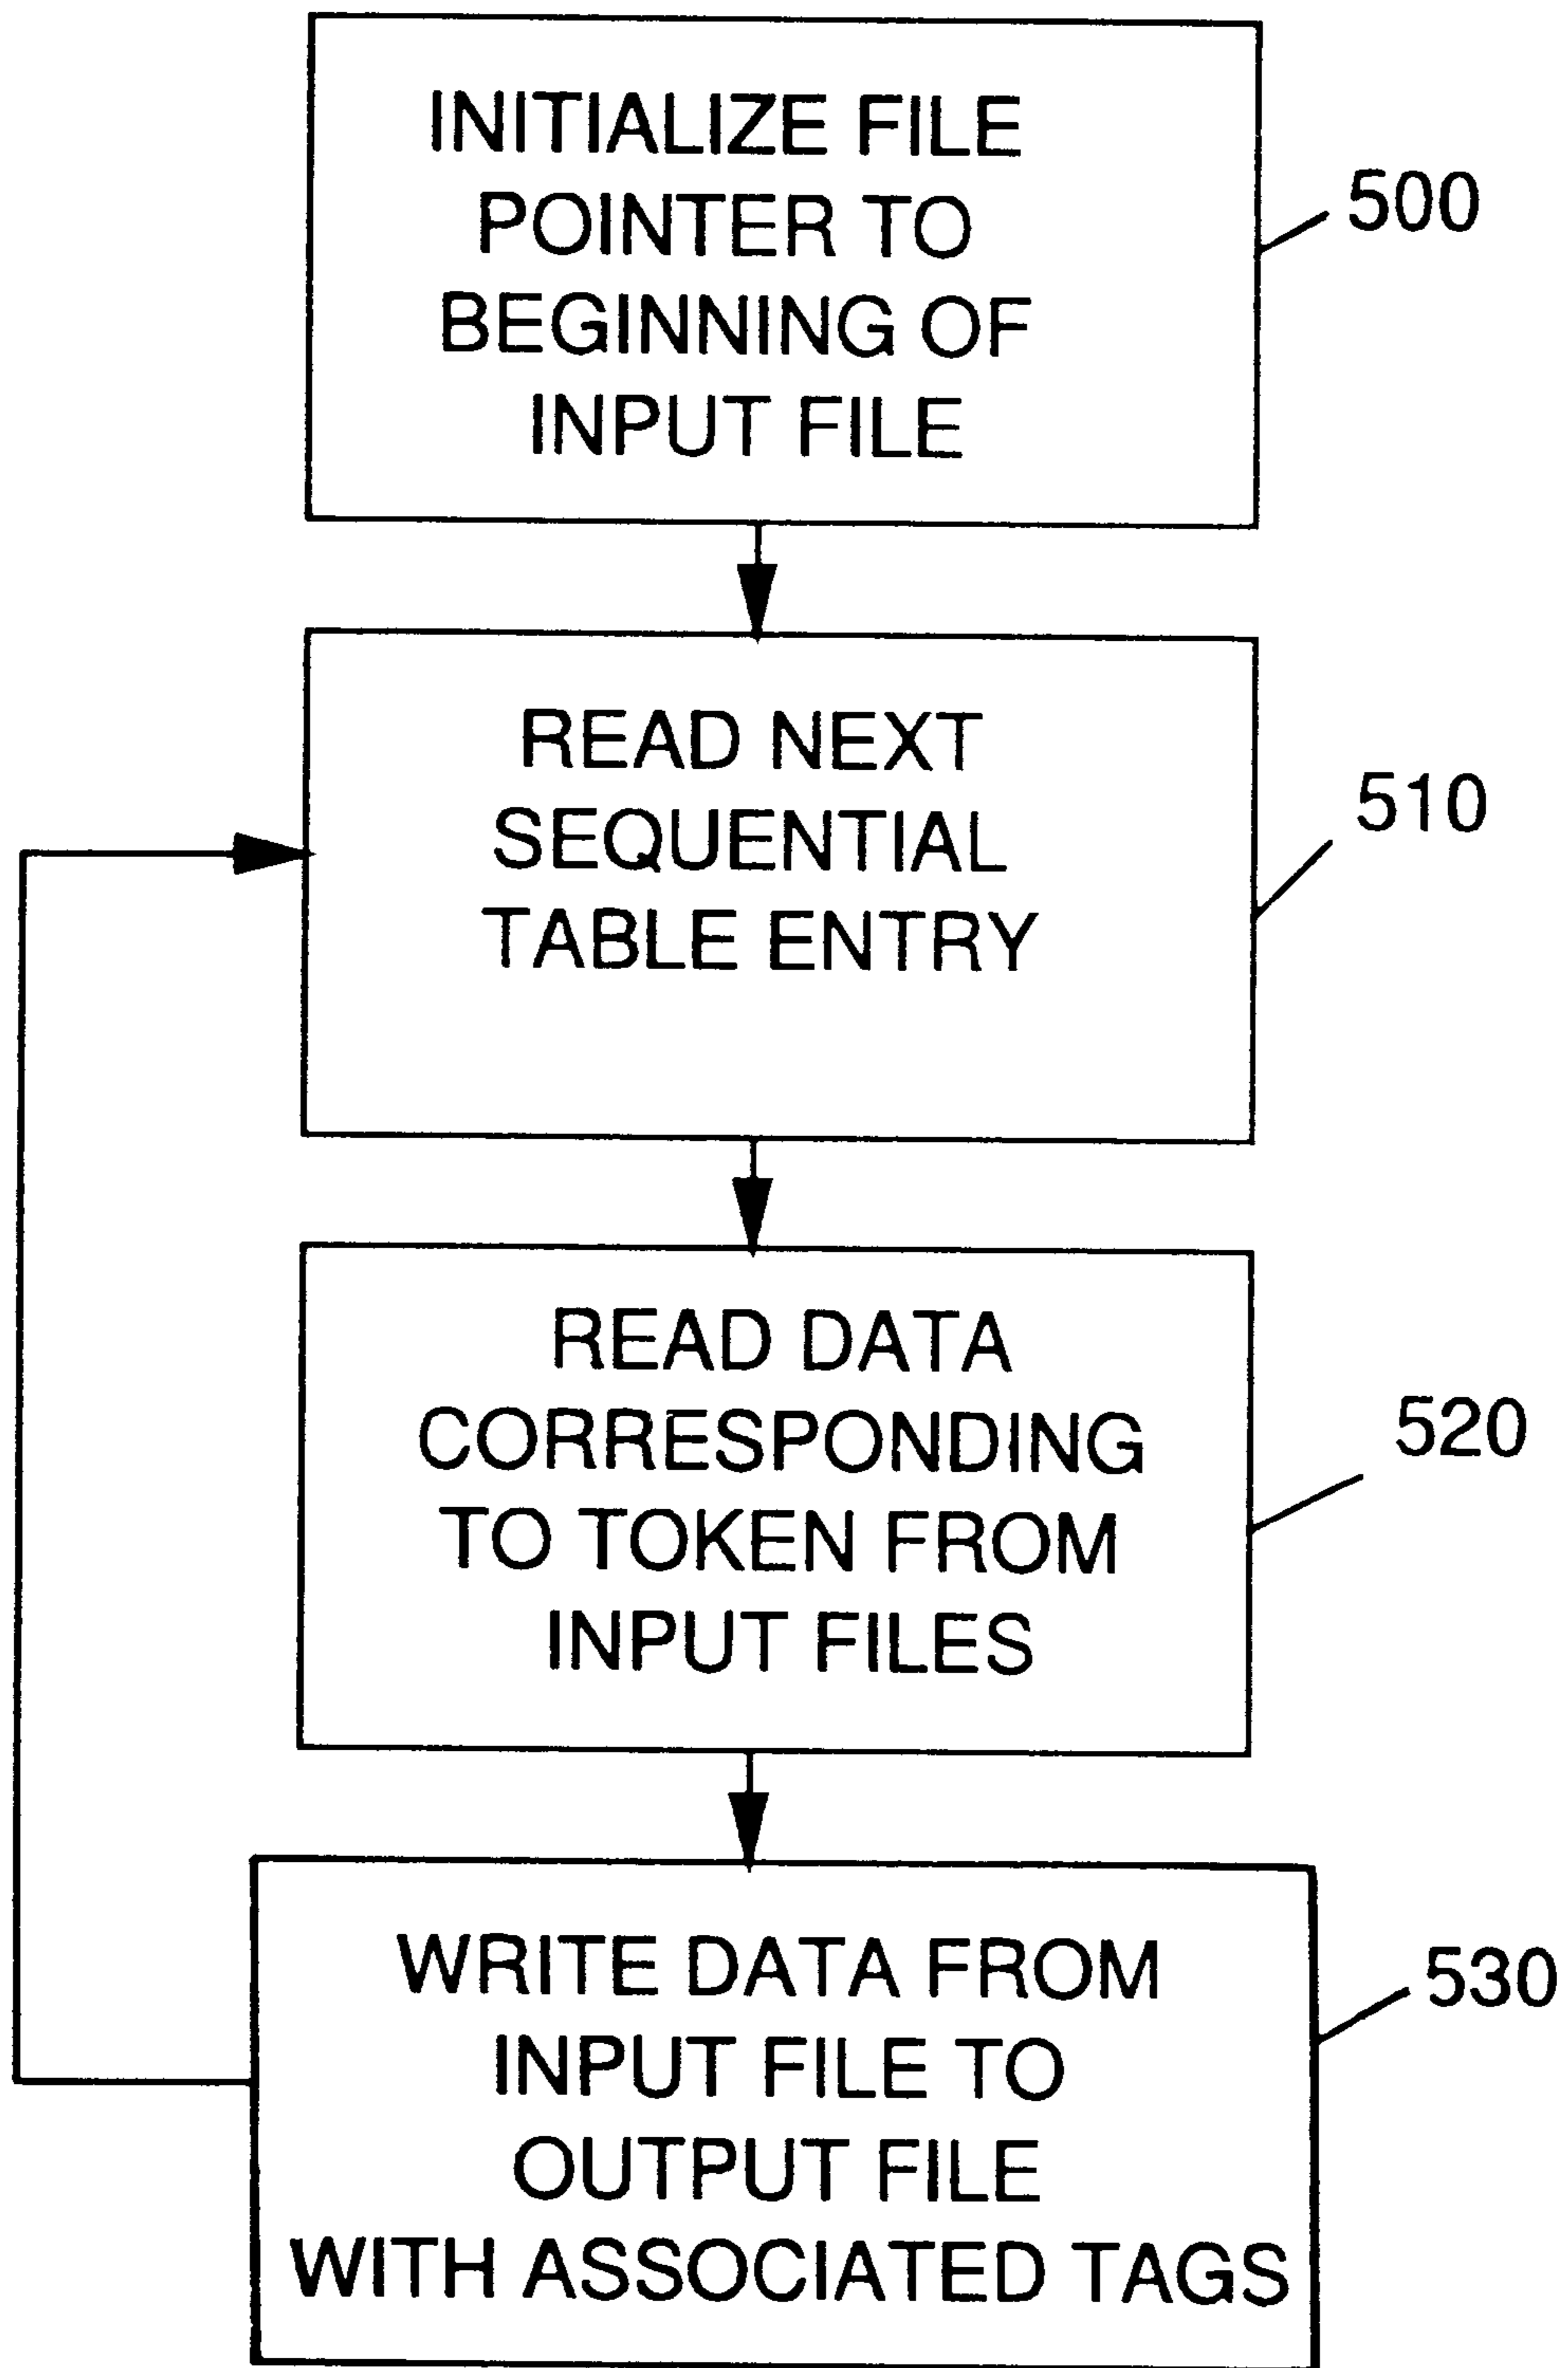 INITIALIZE FILE
POINTER TO
BEGINNING OF
INPUT FILE
500
READ NEXT
SEQUENTIAL
TABLE ENTRY
510
READ DATA
CORRESPONDING
TO TOKEN FROM
INPUT FILES
520
WRITE DATA FROM
INPUT FILE TO
OUTPUT FILE
WITH ASSOCIATED TAGS
530